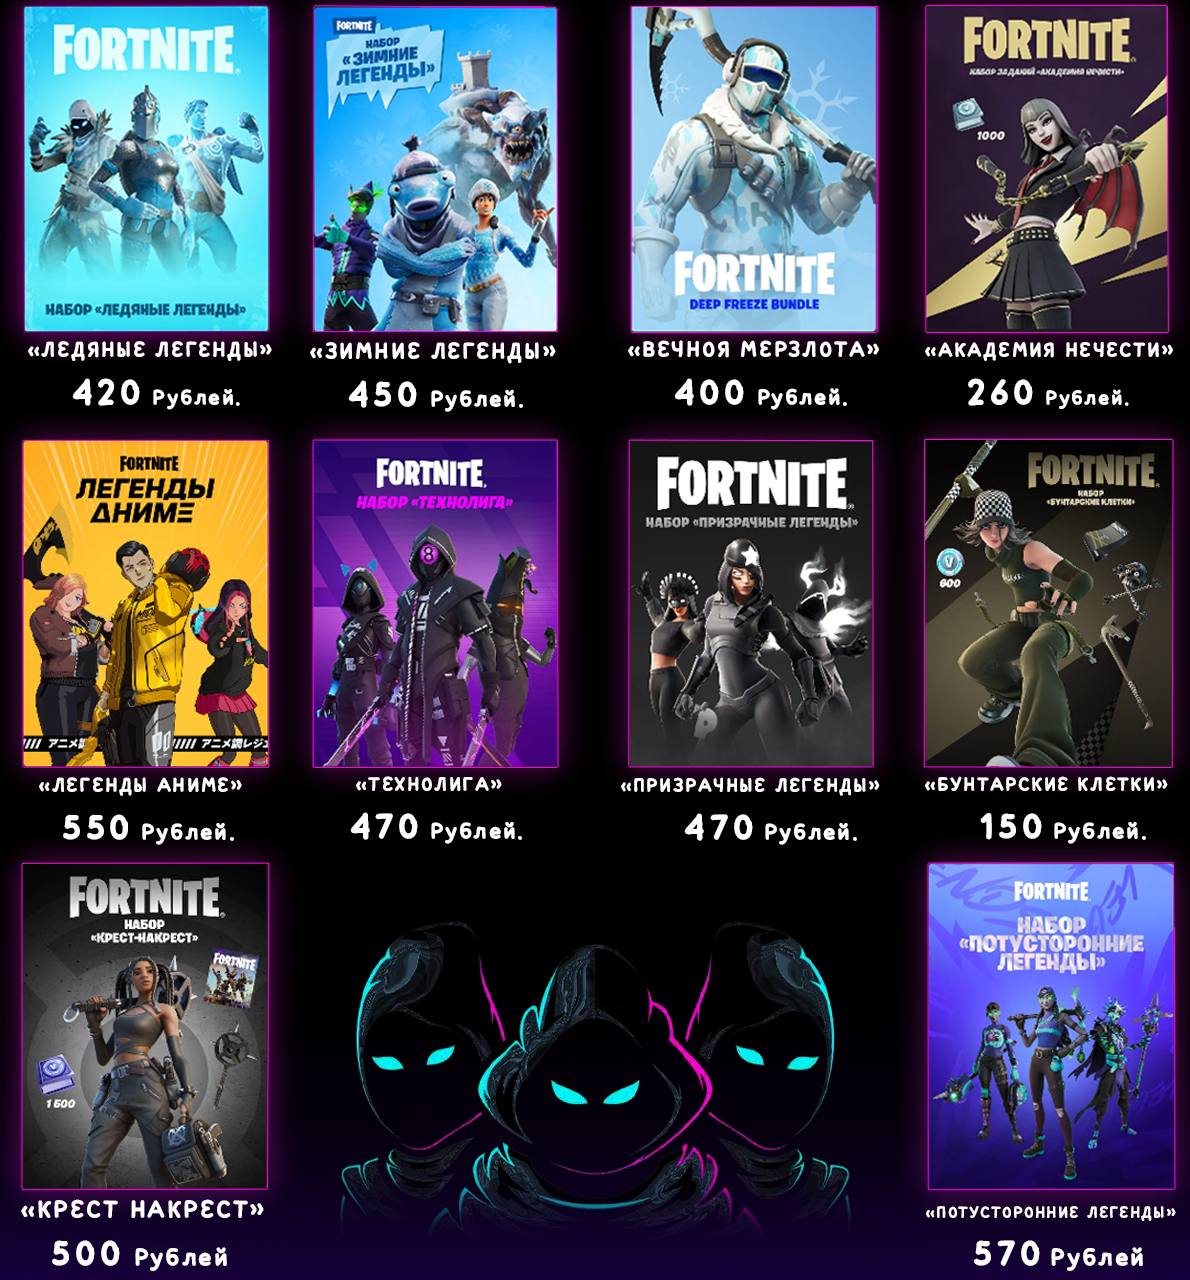 FORTNITE
НАБОР «ЛЕДЯНЫЕ ЛЕГЕНДЫ»
«ЛЕДЯНЫЕ ЛЕГЕНДЫ»
420 Рублей.
FORTNITE
НАБОР
«ЗИМНИЕ
ЛЕГЕНДЫ»
«ЗИМНИЕ ЛЕГЕНДЫ»
450 Рублей.
FORTNITE
DEEP FREEZE BUNDLE
«ВЕЧНОЯ МЕРЗЛОТА»
400 Рублей.
FORTNITE
НАБОР ЗАДАНИЙ «АКАДЕМИЯ НЕЧЕСТИ»
1000
«АКАДЕМИЯ НЕЧЕСТИ»
260 Рублей.
FORTNITE
ЛЕГЕНДЫ
АНИМЕ
«ЛЕГЕНДЫ АНИМЕ»
550 Рублей.
FORTNITE
НАБОР «ТЕХНОЛИГА»
8
«ТЕХНОЛИГА»
470 Рублей.
FORTNITE
НАБОР «ПРИЗРАЧНЫЕ ЛЕГЕНДЫ»
«ПРИЗРАЧНЫЕ ЛЕГЕНДЫ»
470 Рублей.
FORTNITE
НАБОР
«БУНТАРСКИЕ КЛЕТКИ»
V
600
«БУНТАРСКИЕ КЛЕТКИ»
150 Рублей.
FORTNITE
НАБОР
«КРЕСТ-НАКРЕСТ»
FORTNITE
1500
«КРЕСТ НАКРЕСТ»
500 Рублей
FORTNITE
НАБОР
«ПОТУСТОРОННИЕ
ЛЕГЕНДЫ»
«ПОТУСТОРОННИЕ ЛЕГЕНДЫ»
570 Рублей